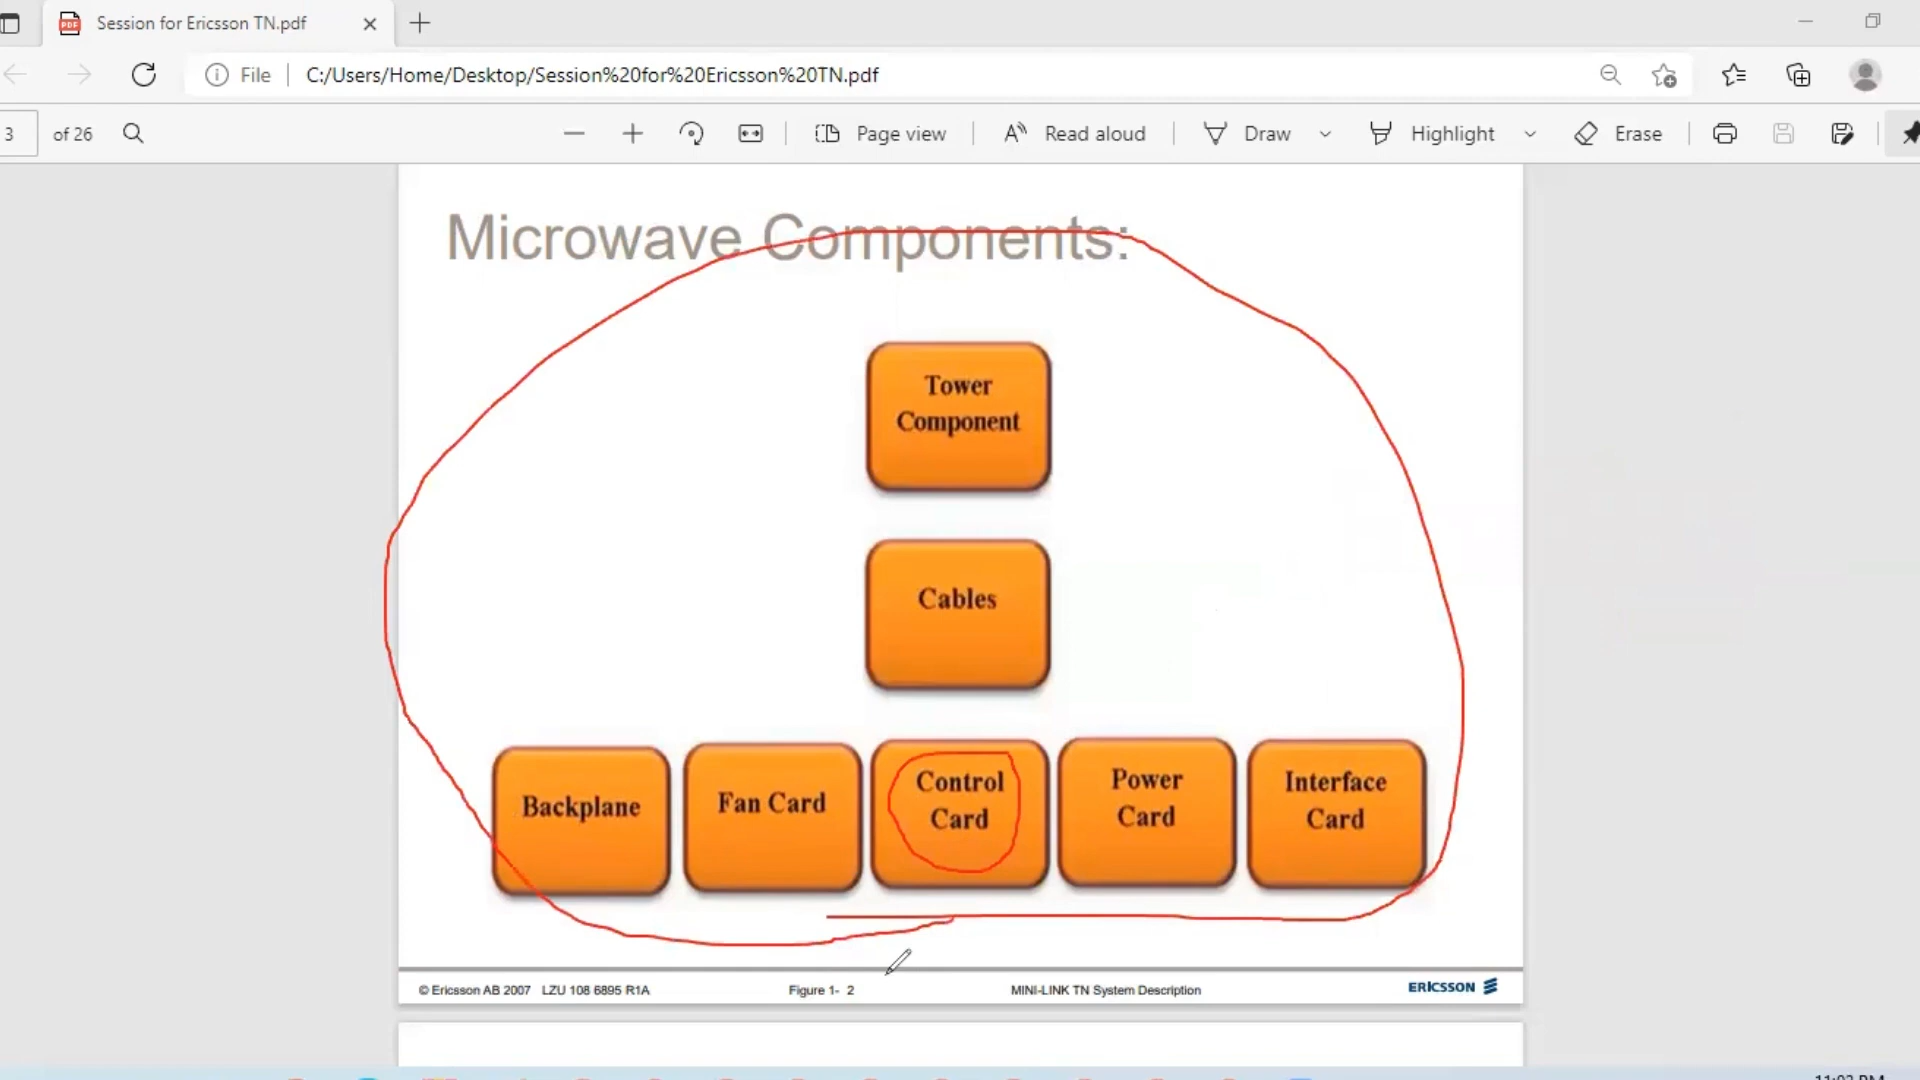 Session for Ericsson TN.pdf
File C:/Users/Home/Desktop/Session%20for%20Ericsson%20TN.pdf
3 of 26 Page view Read aloud Draw Highlight Erase
Microwave Components:
Tower
Component
Cables
Backplane
Fan Card
Control
Card
Power
Card
Interface
Card
© Ericsson AB 2007 LZU 108 6895 R1A Figure 1- 2 MINI-LINK TN System Description ERICSSON